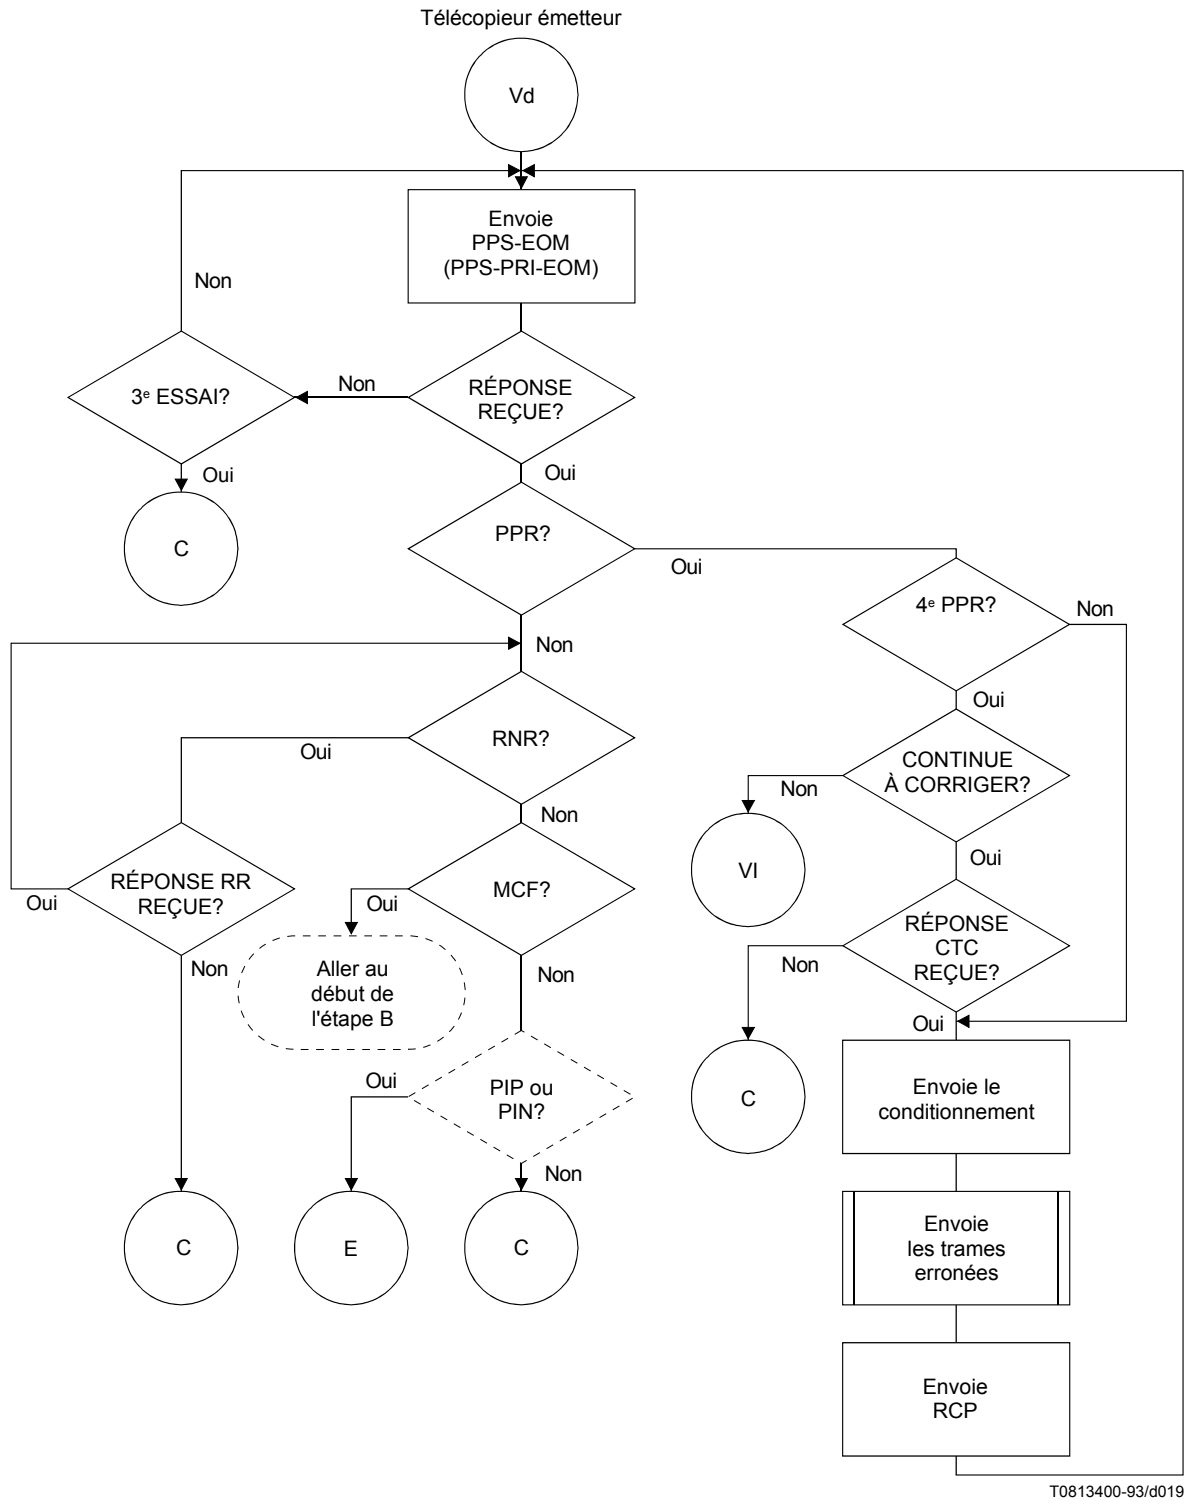 Télécopieur émetteur
Vd
Envoie
PPS-EOM
(PPS-PRI-EOM)
Non
3e ESSAI?
Non
RÉPONSE
REÇUE?
Oui
Oui
C
PPR?
Oui
4e PPR?
Non
Non
Oui
RNR?
Oui
CONTINUE
À CORRIGER?
Non
Non
Oui
VI
RÉPONSE RR
REÇUE?
Oui
MCF?
Oui
RÉPONSE
CTC
REÇUE?
Non
Non
Aller au
début de
l'étape B
Non
Oui
PIP ou
PIN?
Oui
C
Envoie le
conditionnement
Non
C
E
C
Envoie
les trames
erronées
Envoie
RCP
T0813400-93/d019